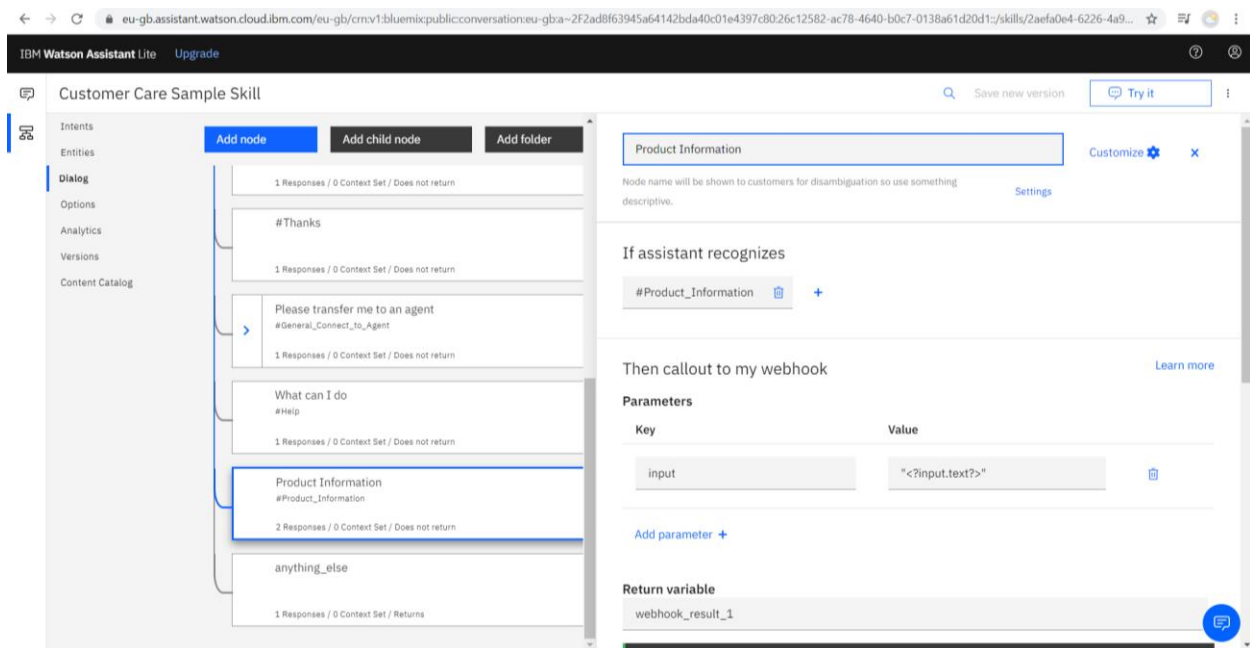 eu-gb.assistant.watson.cloud.ibm.com/eu-gb/crn:v1:bluemix:public:conversation:eu-gb:a~2F2ad8f63945a64142bda40c01e4397c80:26c12582-ac78-4640-b0c7-0138a61d20d1::/skills/2aefa0e4-6226-4a9...
IBM Watson Assistant Lite Upgrade
Customer Care Sample Skill
Save new version
Try it
Intents
Entities
Dialog
Options
Analytics
Versions
Content Catalog
Add node
Add child node
Add folder
1 Responses / 0 Context Set / Does not return
#Thanks
1 Responses / 0 Context Set / Does not return
Please transfer me to an agent
#General_Connect_to_Agent
1 Responses / 0 Context Set / Does not return
What can I do
#Help
1 Responses / 0 Context Set / Does not return
Product Information
#Product_Information
2 Responses / 0 Context Set / Does not return
anything_else
1 Responses / 0 Context Set / Returns
Product Information
Customize
Node name will be shown to customers for disambiguation so use something
descriptive.
Settings
If assistant recognizes
#Product_Information
Then callout to my webhook
Learn more
Parameters
Key Value
input "<?input.text?>"
Add parameter +
Return variable
webhook_result_1